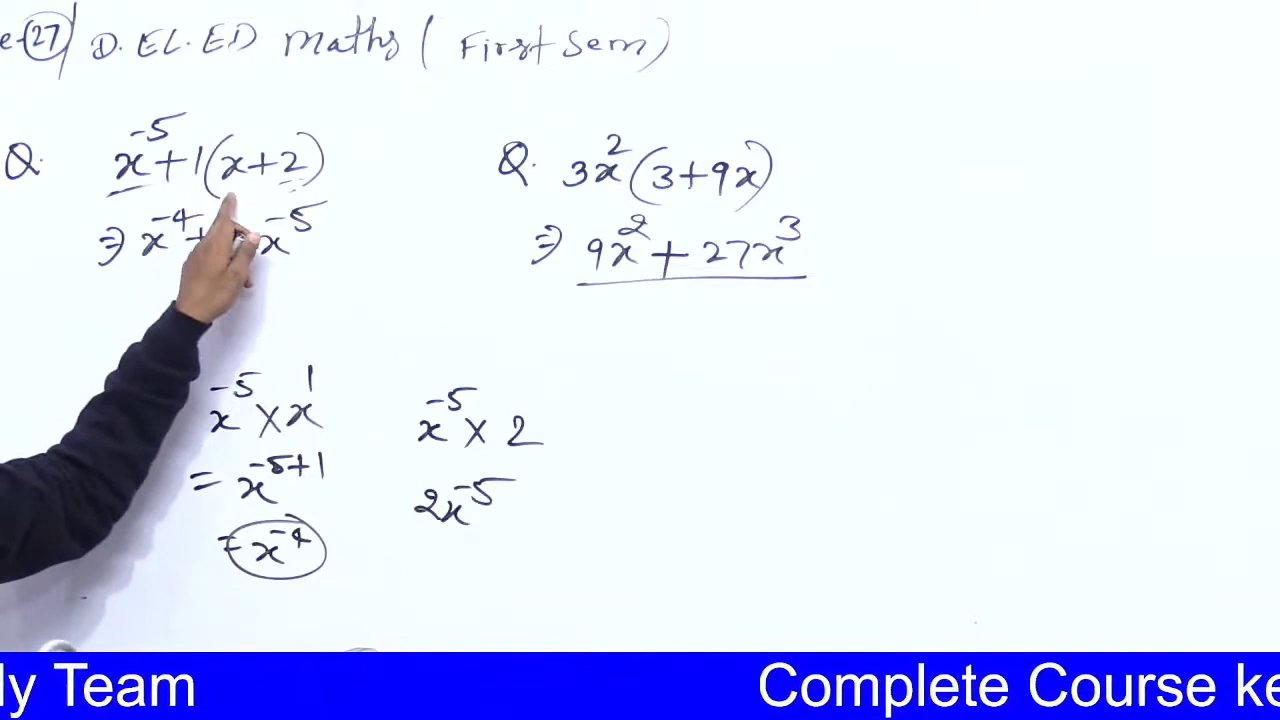 e-27 D.EL.ED Maths ( First Sem )
Q. x⁻⁵+1(x+2)
⇒ x⁻⁴+ x⁻⁵
Q. 3x²(3+9x)
⇒ 9x²+27x³
x⁻⁵ × x¹
= x⁻⁵⁺¹
= x⁻⁴
x⁻⁵ × 2
2x⁻⁵
ly Team Complete Course ke